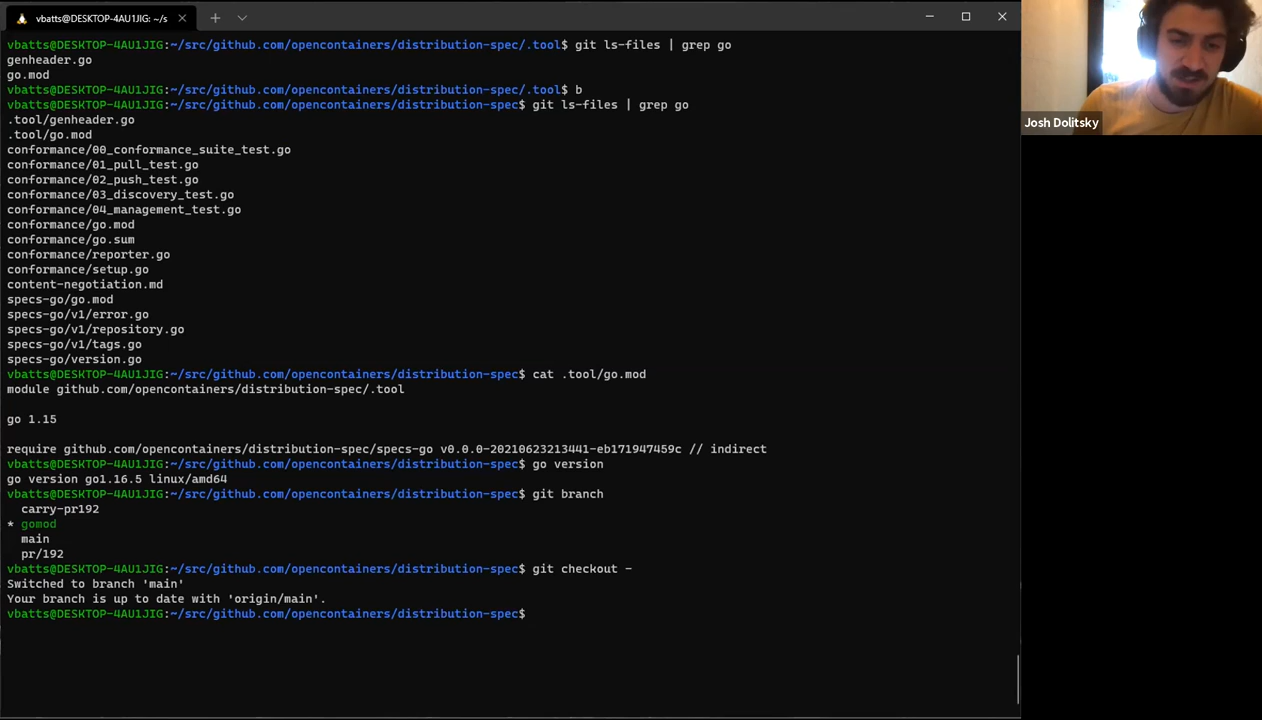 vbatts@DESKTOP-4AU1JIG: ~/s
vbatts@DESKTOP-4AU1JIG:~/src/github.com/opencontainers/distribution-spec/.tool$ git ls-files | grep go
genheader.go
go.mod
vbatts@DESKTOP-4AU1JIG:~/src/github.com/opencontainers/distribution-spec/.tool$ b
vbatts@DESKTOP-4AU1JIG:~/src/github.com/opencontainers/distribution-spec$ git ls-files | grep go
.tool/genheader.go
.tool/go.mod
conformance/00_conformance_suite_test.go
conformance/01_pull_test.go
conformance/02_push_test.go
conformance/03_discovery_test.go
conformance/04_management_test.go
conformance/go.mod
conformance/go.sum
conformance/reporter.go
conformance/setup.go
content-negotiation.md
specs-go/go.mod
specs-go/v1/error.go
specs-go/v1/repository.go
specs-go/v1/tags.go
specs-go/version.go
vbatts@DESKTOP-4AU1JIG:~/src/github.com/opencontainers/distribution-spec$ cat .tool/go.mod
module github.com/opencontainers/distribution-spec/.tool
go 1.15
require github.com/opencontainers/distribution-spec/specs-go v0.0.0-20210623213441-eb171947459c // indirect
vbatts@DESKTOP-4AU1JIG:~/src/github.com/opencontainers/distribution-spec$ go version
go version go1.16.5 linux/amd64
vbatts@DESKTOP-4AU1JIG:~/src/github.com/opencontainers/distribution-spec$ git branch
carry-pr192
* gomod
main
pr/192
vbatts@DESKTOP-4AU1JIG:~/src/github.com/opencontainers/distribution-spec$ git checkout -
Switched to branch 'main'
Your branch is up to date with 'origin/main'.
vbatts@DESKTOP-4AU1JIG:~/src/github.com/opencontainers/distribution-spec$
Josh Dolitsky